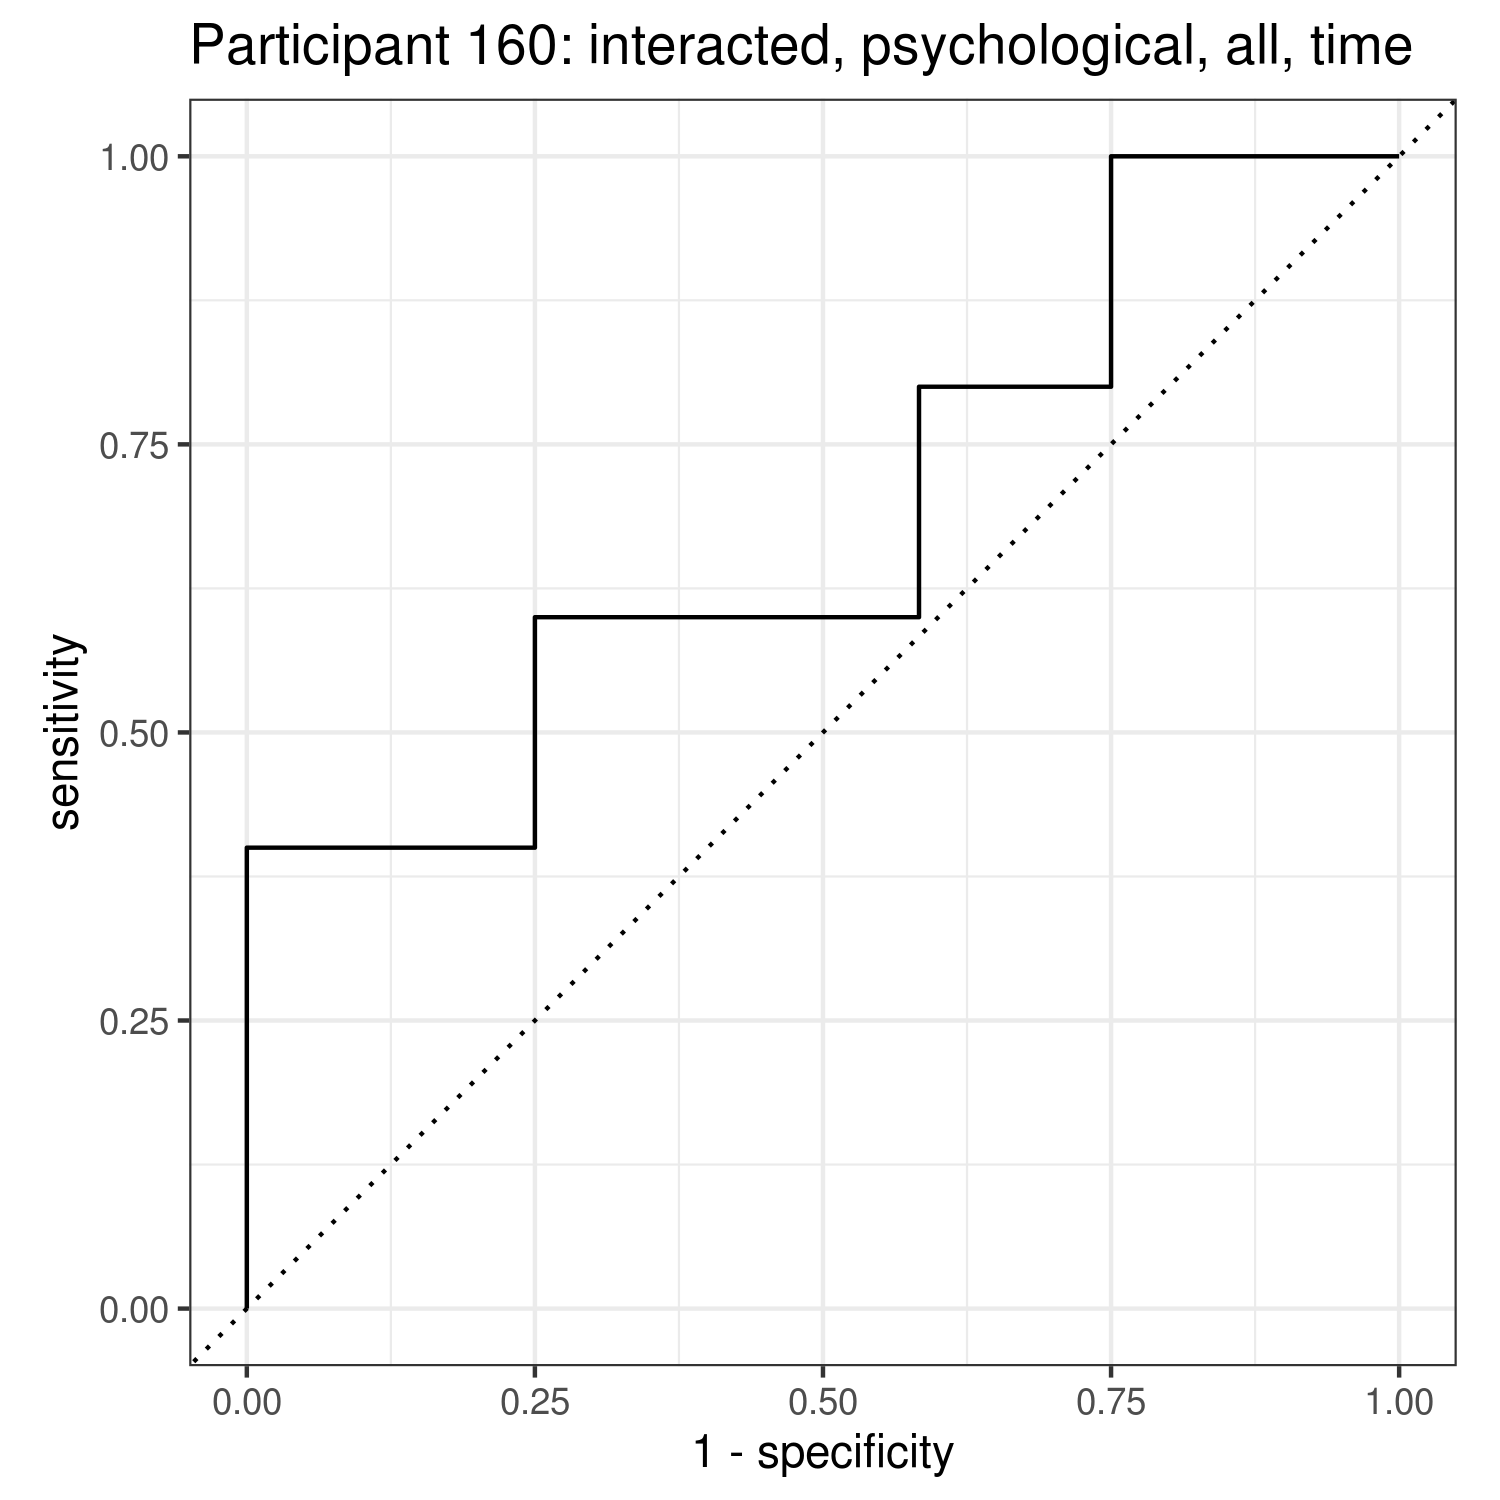 Participant 160: interacted, psychological, all, time
1.00
0.75
0.50
0.25
0.00
sensitivity
0.00 0.25 0.50 0.75 1.00
1 - specificity